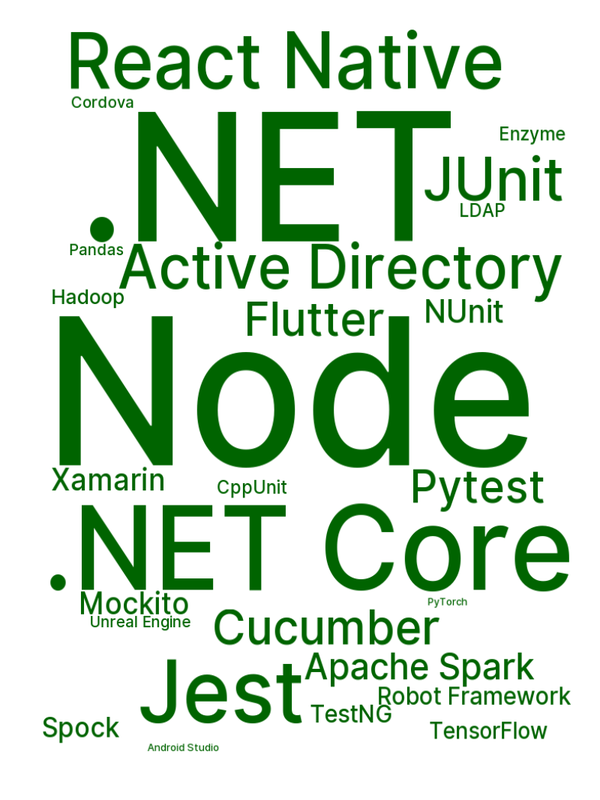 React Native
Cordova
.NET
Enzyme
JUnit
LDAP
Pandas
Active Directory
Hadoop
Flutter
NUnit
Node
Xamarin
CppUnit
Pytest
.NET Core
Mockito
PyTorch
Unreal Engine
Cucumber
Apache Spark
Jest
Robot Framework
TestNG
Spock
TensorFlow
Android Studio